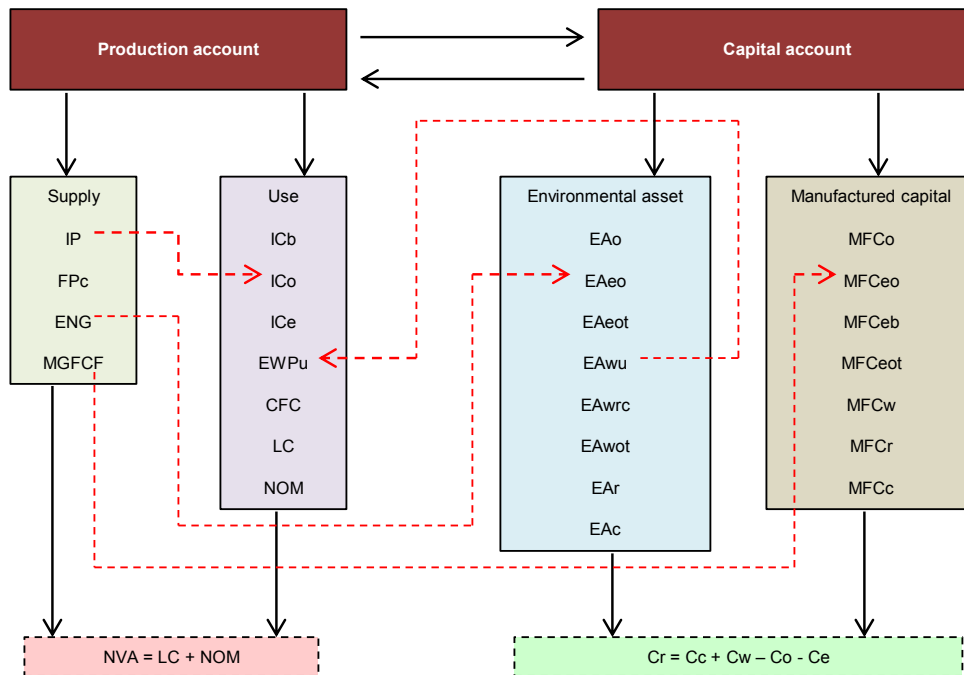 Production account
Capital account
Supply
IP
FPc
ENG
MGFCF
Use
ICb
ICo
ICe
EWPu
CFC
LC
NOM
Environmental asset
EAo
EAeo
EAeot
EAwu
EAwrc
EAwot
EAr
EAc
Manufactured capital
MFCo
MFCeo
MFCeb
MFCeot
MFCw
MFCr
MFCc
NVA = LC + NOM
Cr = Cc + Cw – Co - Ce